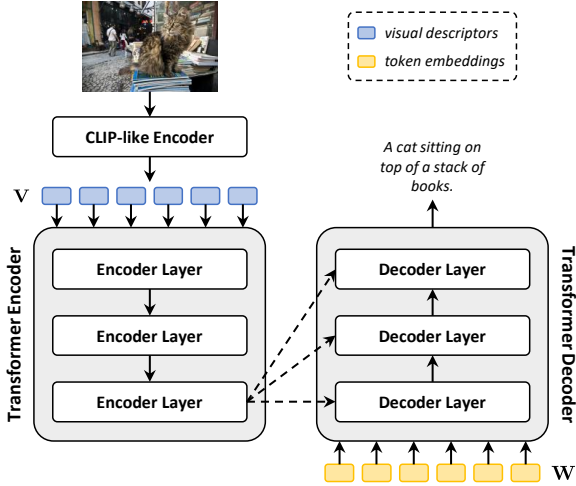 visual descriptors
token embeddings
CLIP-like Encoder
A cat sitting on
top of a stack of
books.
V
Transformer Encoder
Encoder Layer
Encoder Layer
Encoder Layer
Decoder Layer
Decoder Layer
Decoder Layer
Transformer Decoder
W